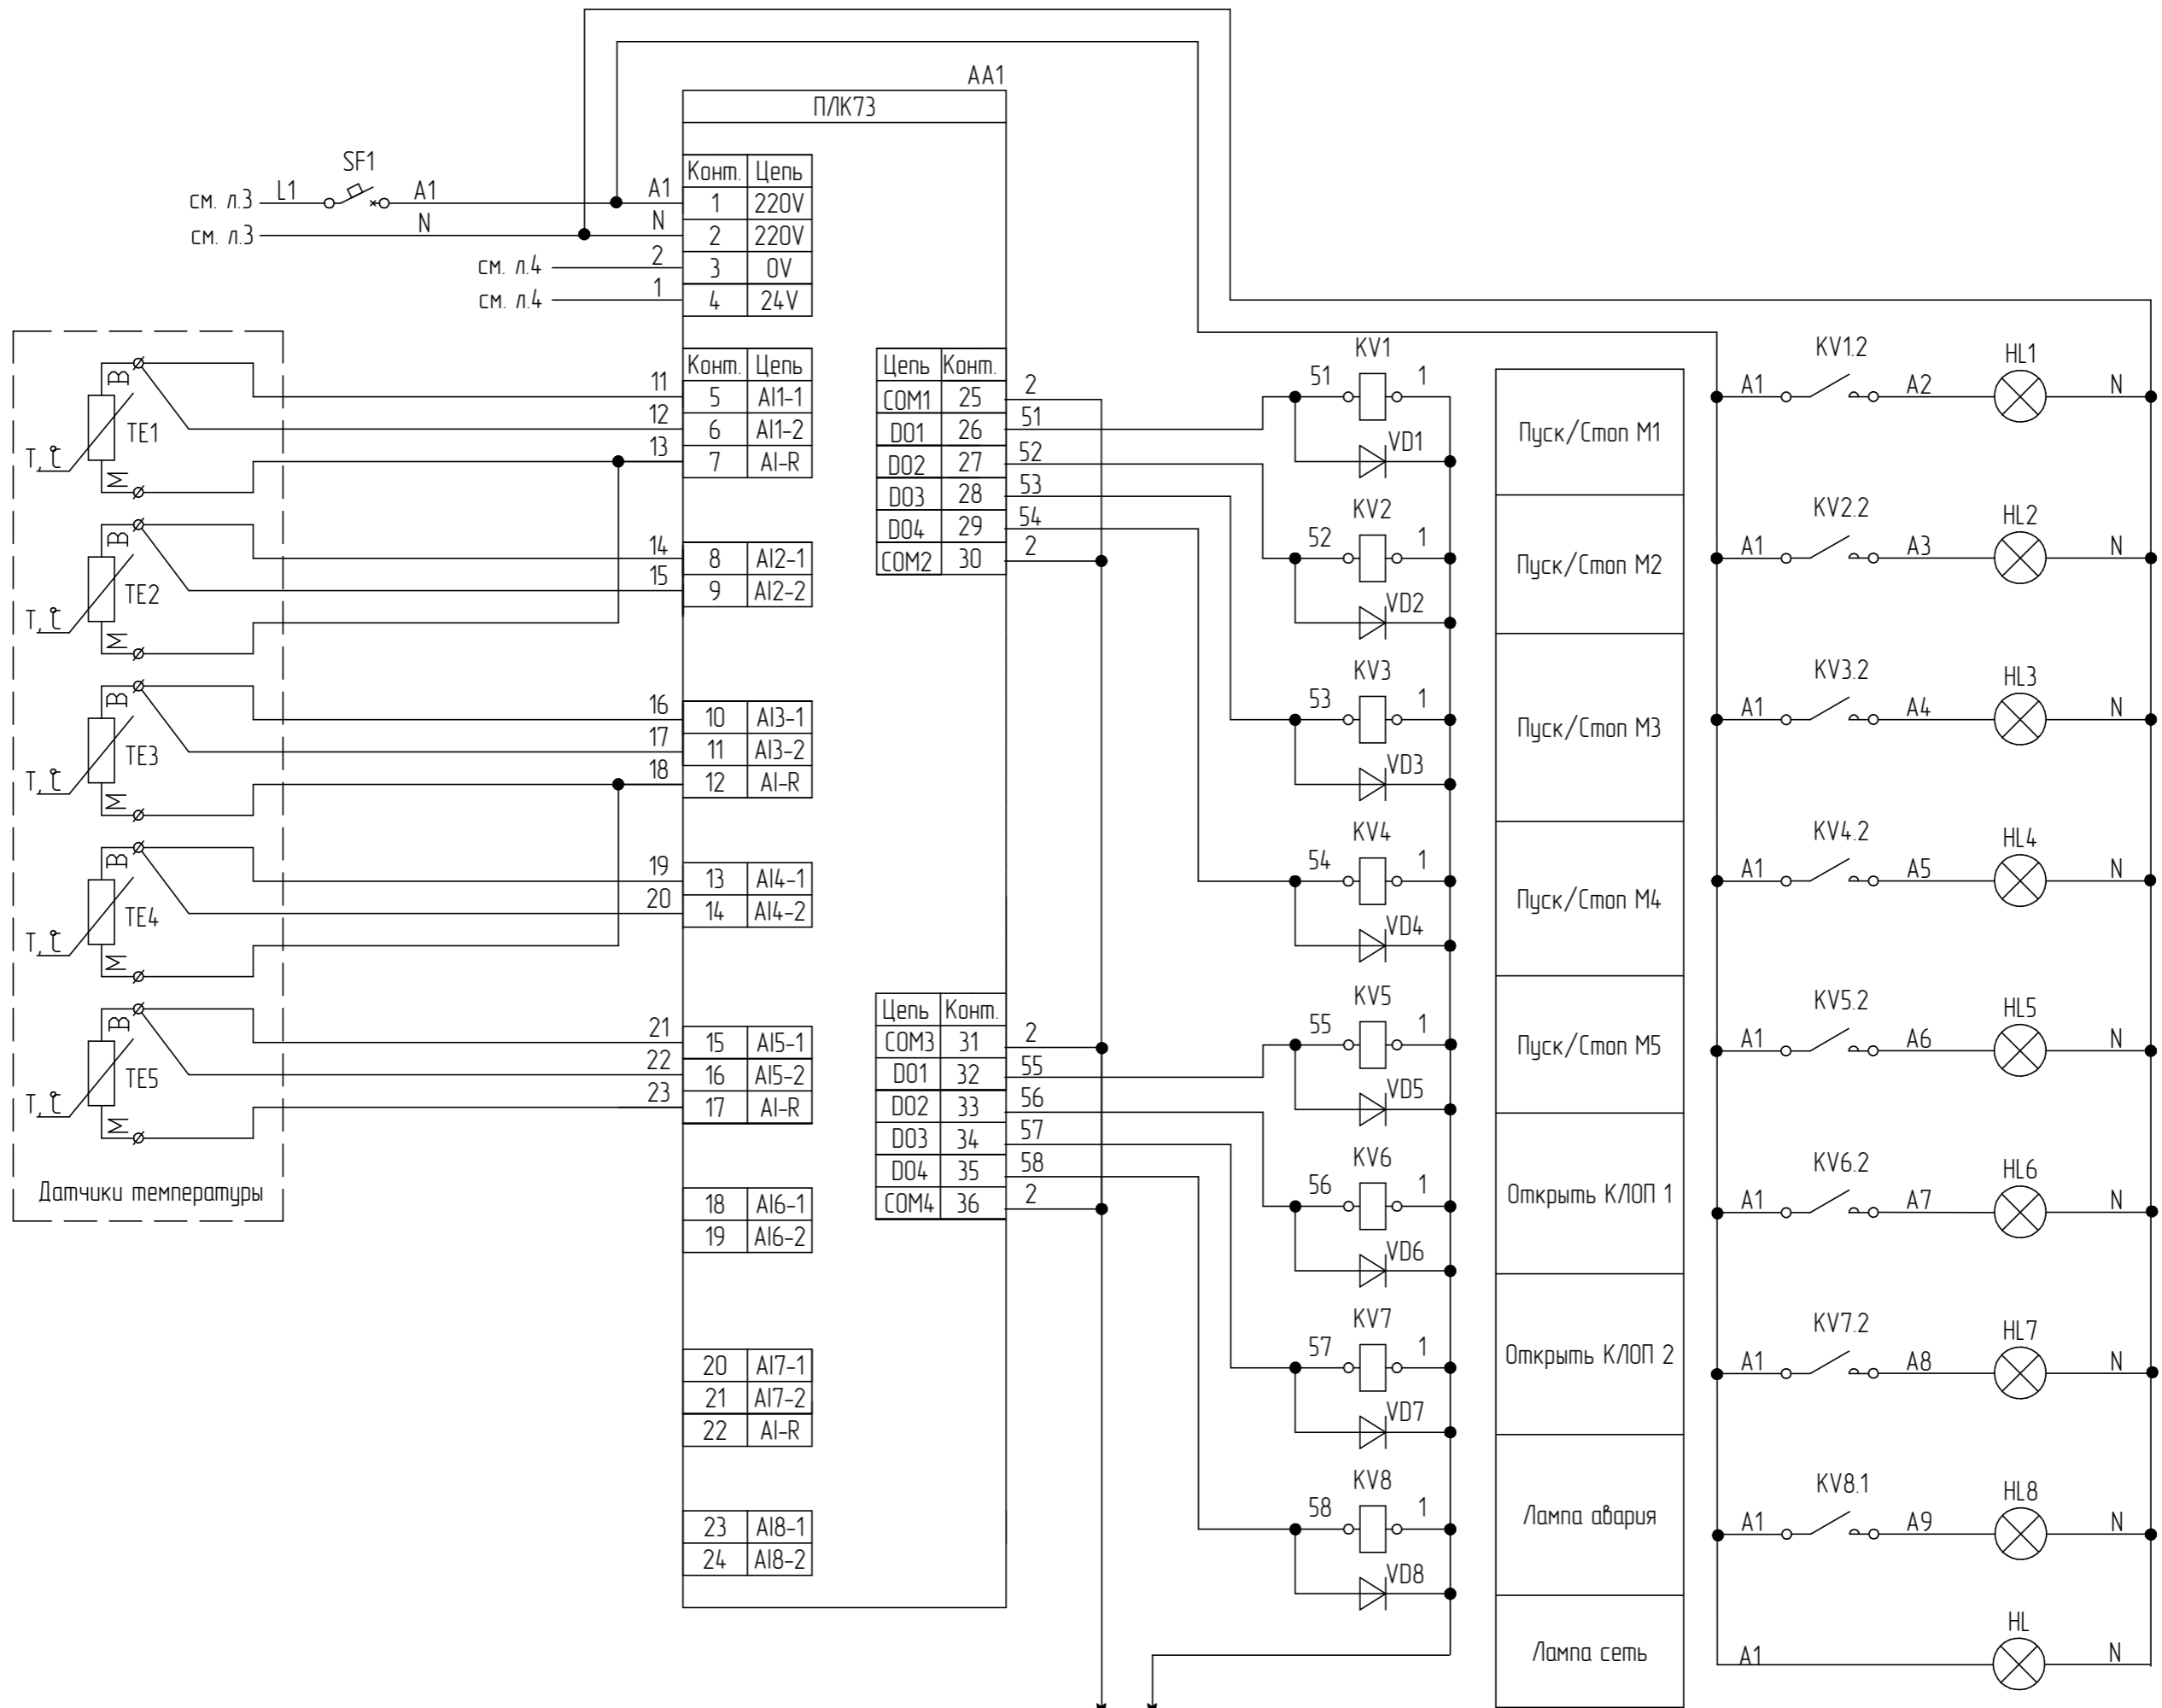 AA1
ПЛК73
Конт. Цепь
SF1
см. л.3 L1 A1 A1 1 220V
см. л.3 N N 2 220V
см. л.4 2 3 0V
см. л.4 1 4 24V
Конт. Цепь
B 11 5 AI1-1
TE1 12 6 AI1-2
T,℃ 13 7 AI-R
M
B 14 8 AI2-1
TE2 15 9 AI2-2
T,℃
M
B 16 10 AI3-1
TE3 17 11 AI3-2
T,℃ 18 12 AI-R
M
B 19 13 AI4-1
TE4 20 14 AI4-2
T,℃
M
B 21 15 AI5-1
TE5 22 16 AI5-2
T,℃ 23 17 AI-R
M
Датчики температуры
18 AI6-1
19 AI6-2
20 AI7-1
21 AI7-2
22 AI-R
23 AI8-1
24 AI8-2
Цепь Конт.
COM1 25 2
DO1 26 51
DO2 27 52
DO3 28 53
DO4 29 54
COM2 30 2
Цепь Конт.
COM3 31 2
DO1 32 55
DO2 33 56
DO3 34 57
DO4 35 58
COM4 36 2
KV1
51 1
VD1
KV2
52 1
VD2
KV3
53 1
VD3
KV4
54 1
VD4
KV5
55 1
VD5
KV6
56 1
VD6
KV7
57 1
VD7
KV8
58 1
VD8
Пуск/Стоп М1
Пуск/Стоп М2
Пуск/Стоп М3
Пуск/Стоп М4
Пуск/Стоп М5
Открыть КЛОП 1
Открыть КЛОП 2
Лампа авария
Лампа сеть
KV1.2 HL1
A1 A2 N
KV2.2 HL2
A1 A3 N
KV3.2 HL3
A1 A4 N
KV4.2 HL4
A1 A5 N
KV5.2 HL5
A1 A6 N
KV6.2 HL6
A1 A7 N
KV7.2 HL7
A1 A8 N
KV8.1 HL8
A1 A9 N
HL
A1 N